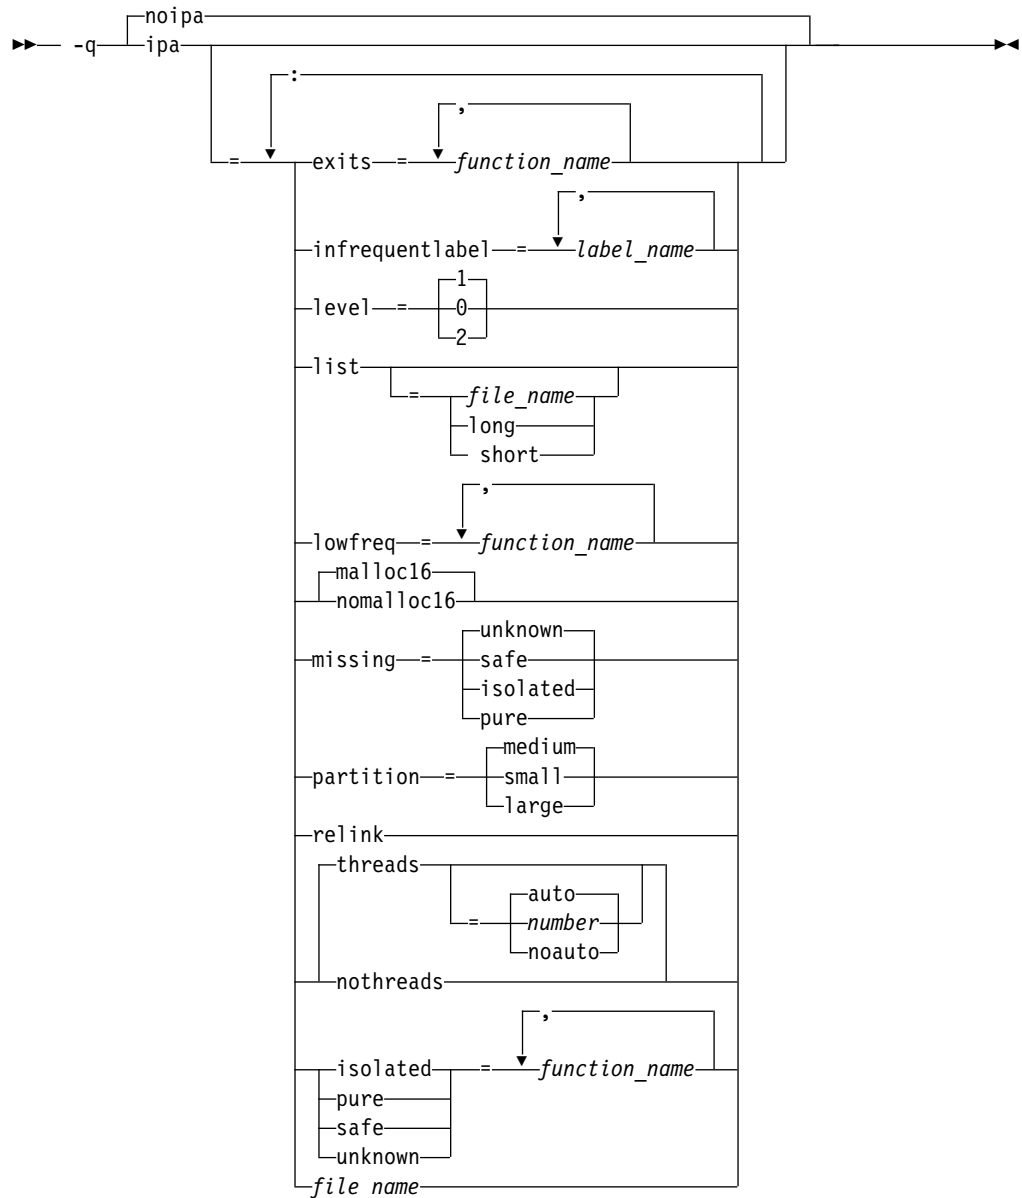 noipa
-q ipa
:
,
= exits = function_name
,
infrequentlabel = label_name
1
level = 0
2
list
= file_name
long
short
,
lowfreq = function_name
malloc16
nomalloc16
unknown
missing = safe
isolated
pure
medium
partition = small
large
relink
threads
auto
= number
noauto
nothreads
,
isolated = function_name
pure
safe
unknown
file_name